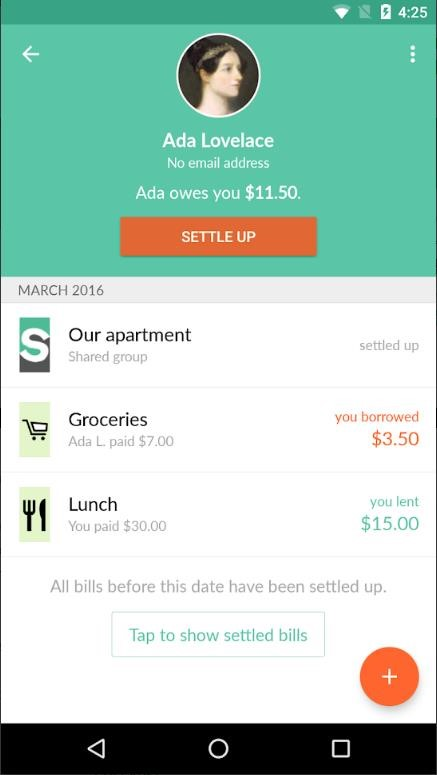 4:25
Ada Lovelace
No email address
Ada owes you $11.50.
SETTLE UP
MARCH 2016
S
Our apartment
Shared group
settled up
Groceries
Ada L. paid $7.00
you borrowed
$3.50
Lunch
You paid $30.00
you lent
$15.00
All bills before this date have been settled up.
Tap to show settled bills
+